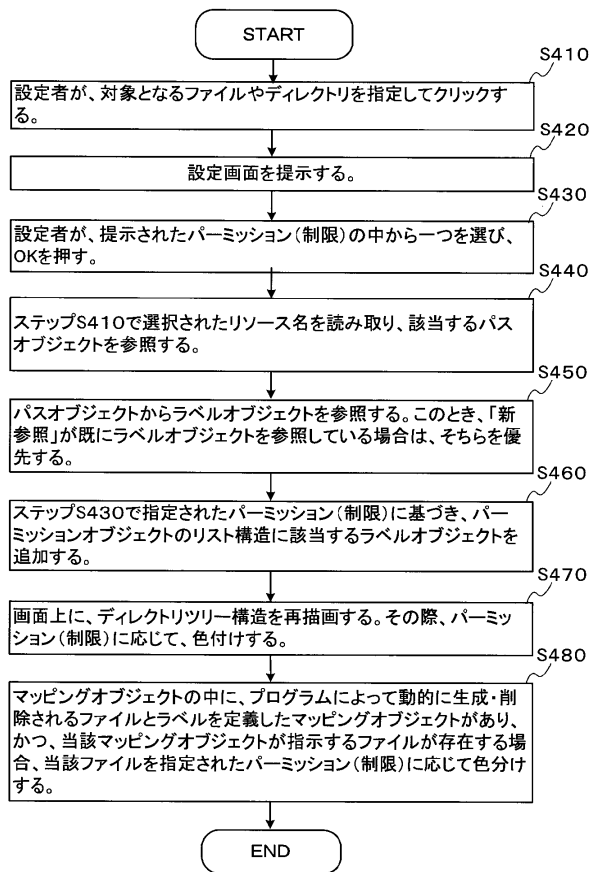 START
S410
設定者が、対象となるファイルやディレクトリを指定してクリックす
る。
S420
設定画面を提示する。
S430
設定者が、提示されたパーミッション(制限)の中から一つを選び、
OKを押す。
S440
ステップS410で選択されたリソース名を読み取り、該当するパス
オブジェクトを参照する。
S450
パスオブジェクトからラベルオブジェクトを参照する。このとき、「新
参照」が既にラベルオブジェクトを参照している場合は、そちらを優
先する。
S460
ステップS430で指定されたパーミッション(制限)に基づき、パー
ミッションオブジェクトのリスト構造に該当するラベルオブジェクトを
追加する。
S470
画面上に、ディレクトリツリー構造を再描画する。その際、パーミッ
ション(制限)に応じて、色付けする。
S480
マッピングオブジェクトの中に、プログラムによって動的に生成・削
除されるファイルとラベルを定義したマッピングオブジェクトがあり、
かつ、当該マッピングオブジェクトが指示するファイルが存在する場
合、当該ファイルを指定されたパーミッション(制限)に応じて色分け
する。
END